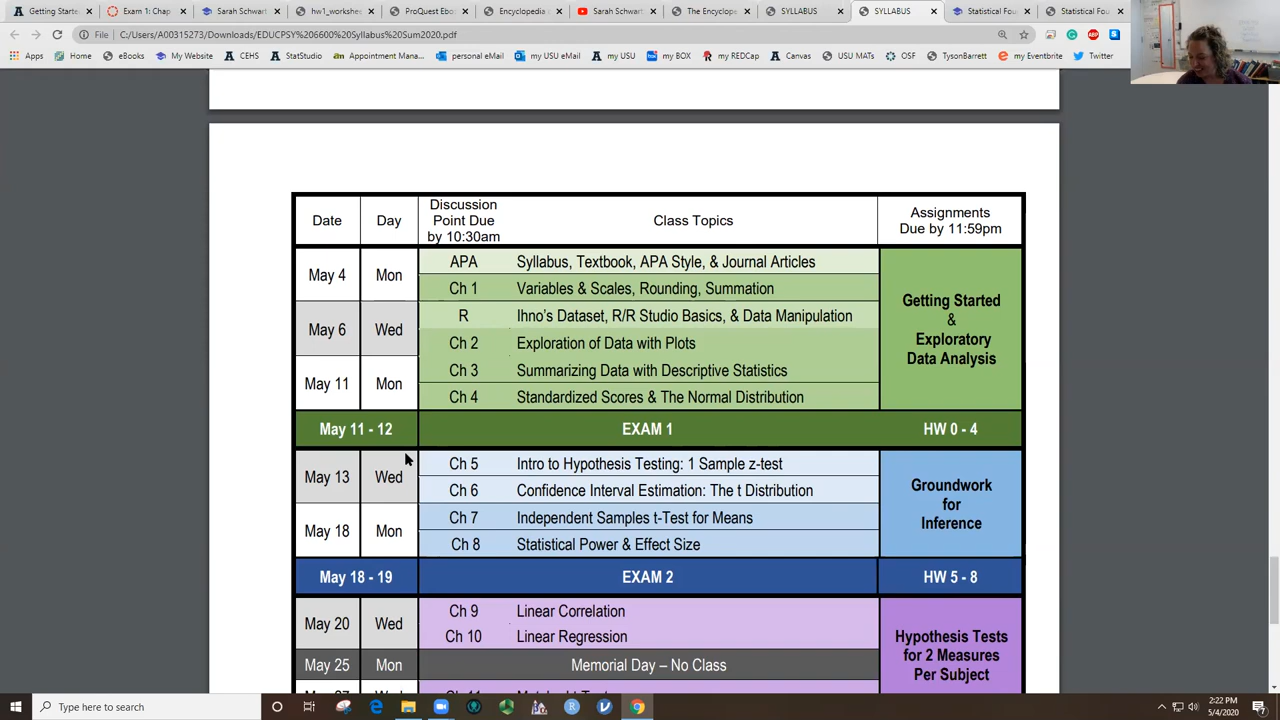 Getting Starte
Exam 1: Chap
Sarah Schwart
hw1_workshe
ProQuest Ebo
Encyclopedia
Sarah Schwar
The Encyclop
SYLLABUS
SYLLABUS
Statistical Fou
Statistical Fo
File
C:/Users/A00315273/Downloads/EDUCPSY%206600%20Syllabus%20Sim2020.pdf
Apps
Home
eBooks
My Website
CEHS
StatStudio
Appointment Mana...
personal eMail
my USU eMail
my USU
my BOX
my REDCap
Canvas
USU MATs
OSF
TysonBarrett
my Eventbrite
Twitter
Date
Day
Discussion
Point Due
by 10:30am
Class Topics
Assignments
Due by 11:59pm
May 4
Mon
APA
Syllabus, Textbook, APA Style, & Journal Articles
Ch 1
Variables & Scales, Rounding, Summation
May 6
Wed
R
Ihno's Dataset, R/R Studio Basics, & Data Manipulation
Ch 2
Exploration of Data with Plots
May 11
Mon
Ch 3
Summarizing Data with Descriptive Statistics
Ch 4
Standardized Scores & The Normal Distribution
Getting Started
&
Exploratory
Data Analysis
May 11 - 12
EXAM 1
HW 0 - 4
May 13
Wed
Ch 5
Intro to Hypothesis Testing: 1 Sample z-test
Ch 6
Confidence Interval Estimation: The t Distribution
May 18
Mon
Ch 7
Independent Samples t-Test for Means
Ch 8
Statistical Power & Effect Size
Groundwork
for
Inference
May 18 - 19
EXAM 2
HW 5 - 8
May 20
Wed
Ch 9
Linear Correlation
Ch 10
Linear Regression
May 25
Mon
Memorial Day – No Class
Hypothesis Tests
for 2 Measures
Per Subject
Type here to search
2:22 PM
5/4/2020